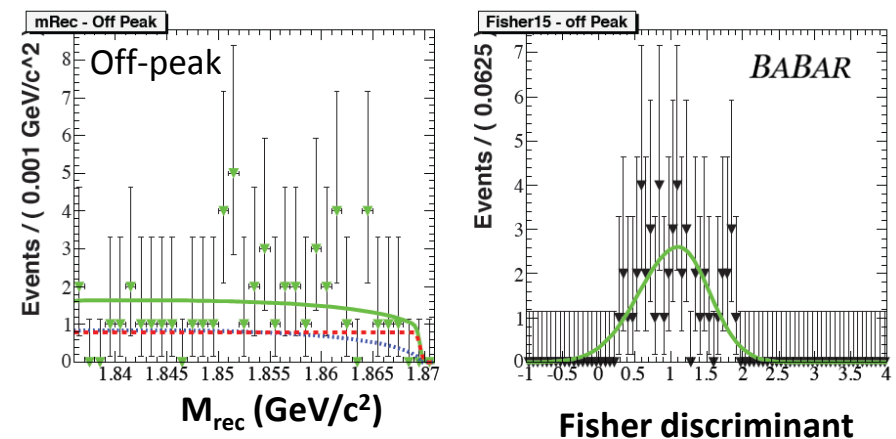 mRec - Off Peak
Off-peak
Events / ( 0.001 GeV/c^2
8
7
6
5
4
3
2
1
0
1.84 1.845 1.85 1.855 1.86 1.865 1.87
M_rec (GeV/c²)
Fisher15 - off Peak
BABAR
Events / ( 0.0625
7
6
5
4
3
2
1
0
-1 -0.5 0 0.5 1 1.5 2 2.5 3 3.5 4
Fisher discriminant